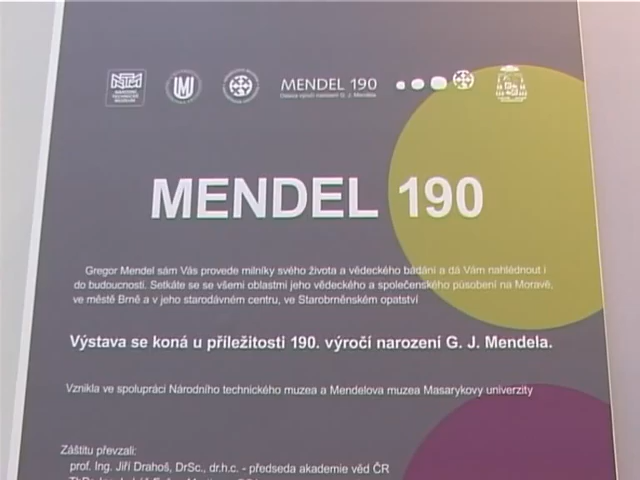 NÁRODNÍ TECHNICKÉ MUZEUM
MENDEL 190
Oslava výročí narození G. J. Mendela
MENDEL 190
Gregor Mendel sám Vás provede milníky svého života a vědeckého bádání a dá Vám nahlédnout i
do budoucnosti. Setkáte se se všemi oblastmi jeho vědeckého a společenského působení na Moravě,
ve městě Brně a v jeho starodávném centru, ve Starobrněnském opatství
Výstava se koná u příležitosti 190. výročí narození G. J. Mendela.
Vznikla ve spolupráci Národního technického muzea a Mendelova muzea Masarykovy univerzity
Záštitu převzali:
prof. Ing. Jiří Drahoš, DrSc., dr.h.c. - předseda akademie věd ČR